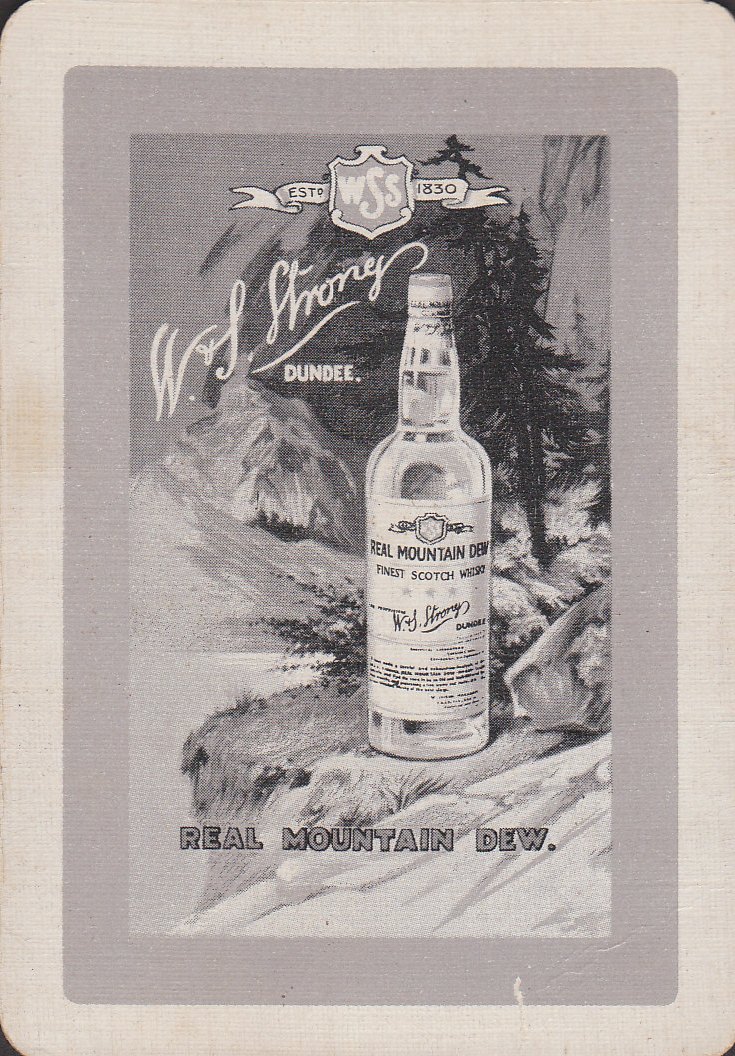 ESTD WSS 1830
W. & S. Strong
DUNDEE.
REAL MOUNTAIN DEW
FINEST SCOTCH WHISKY
W. & S. Strong
DUNDEE
REAL MOUNTAIN DEW.